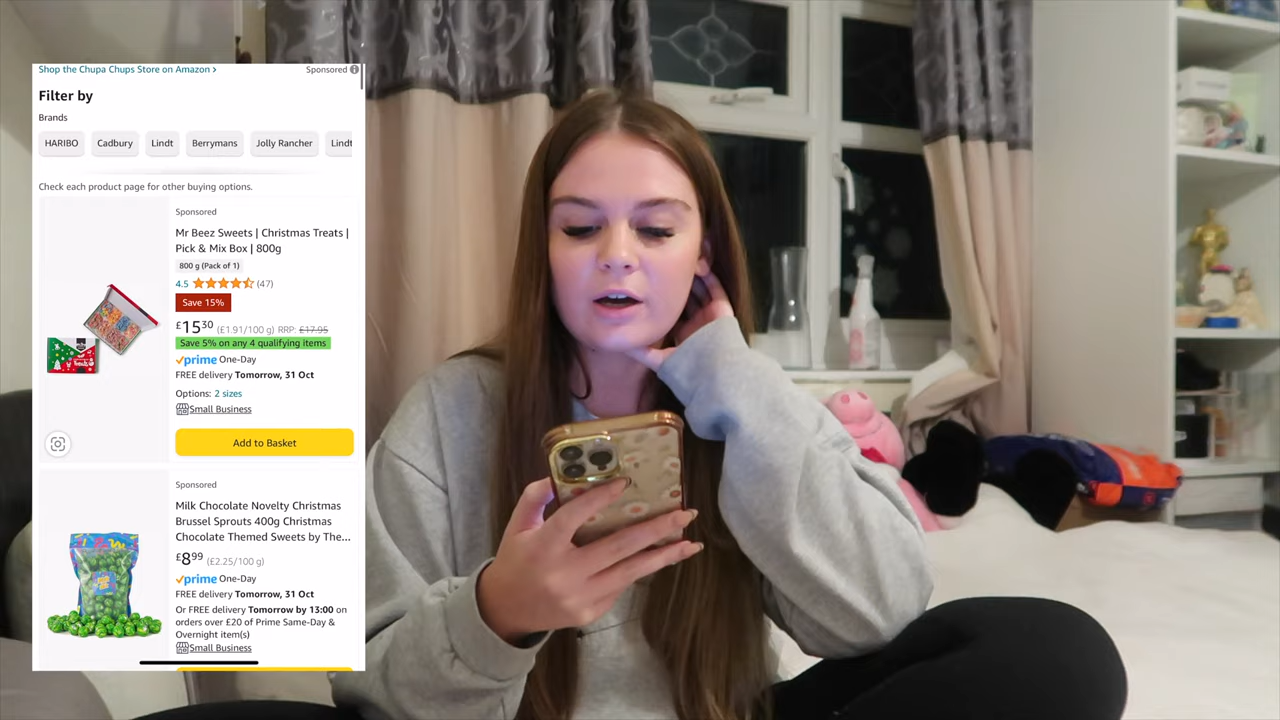 Shop the Chupa Chups Store on Amazon ›
Sponsored
Filter by
Brands
HARIBO
Cadbury
Lindt
Berrymans
Jolly Rancher
Lindt
Check each product page for other buying options.
Sponsored
Mr Beez Sweets | Christmas Treats |
Pick & Mix Box | 800g
800 g (Pack of 1)
4.5 (47)
Save 15%
£1530 (£1.91/100 g) RRP: £17.95
Save 5% on any 4 qualifying items
prime One-Day
FREE delivery Tomorrow, 31 Oct
Options: 2 sizes
Small Business
Add to Basket
Sponsored
Milk Chocolate Novelty Christmas
Brussel Sprouts 400g Christmas
Chocolate Themed Sweets by The...
£899 (£2.25/100 g)
prime One-Day
FREE delivery Tomorrow, 31 Oct
Or FREE delivery Tomorrow by 13:00 on
orders over £20 of Prime Same-Day &
Overnight item(s)
Small Business